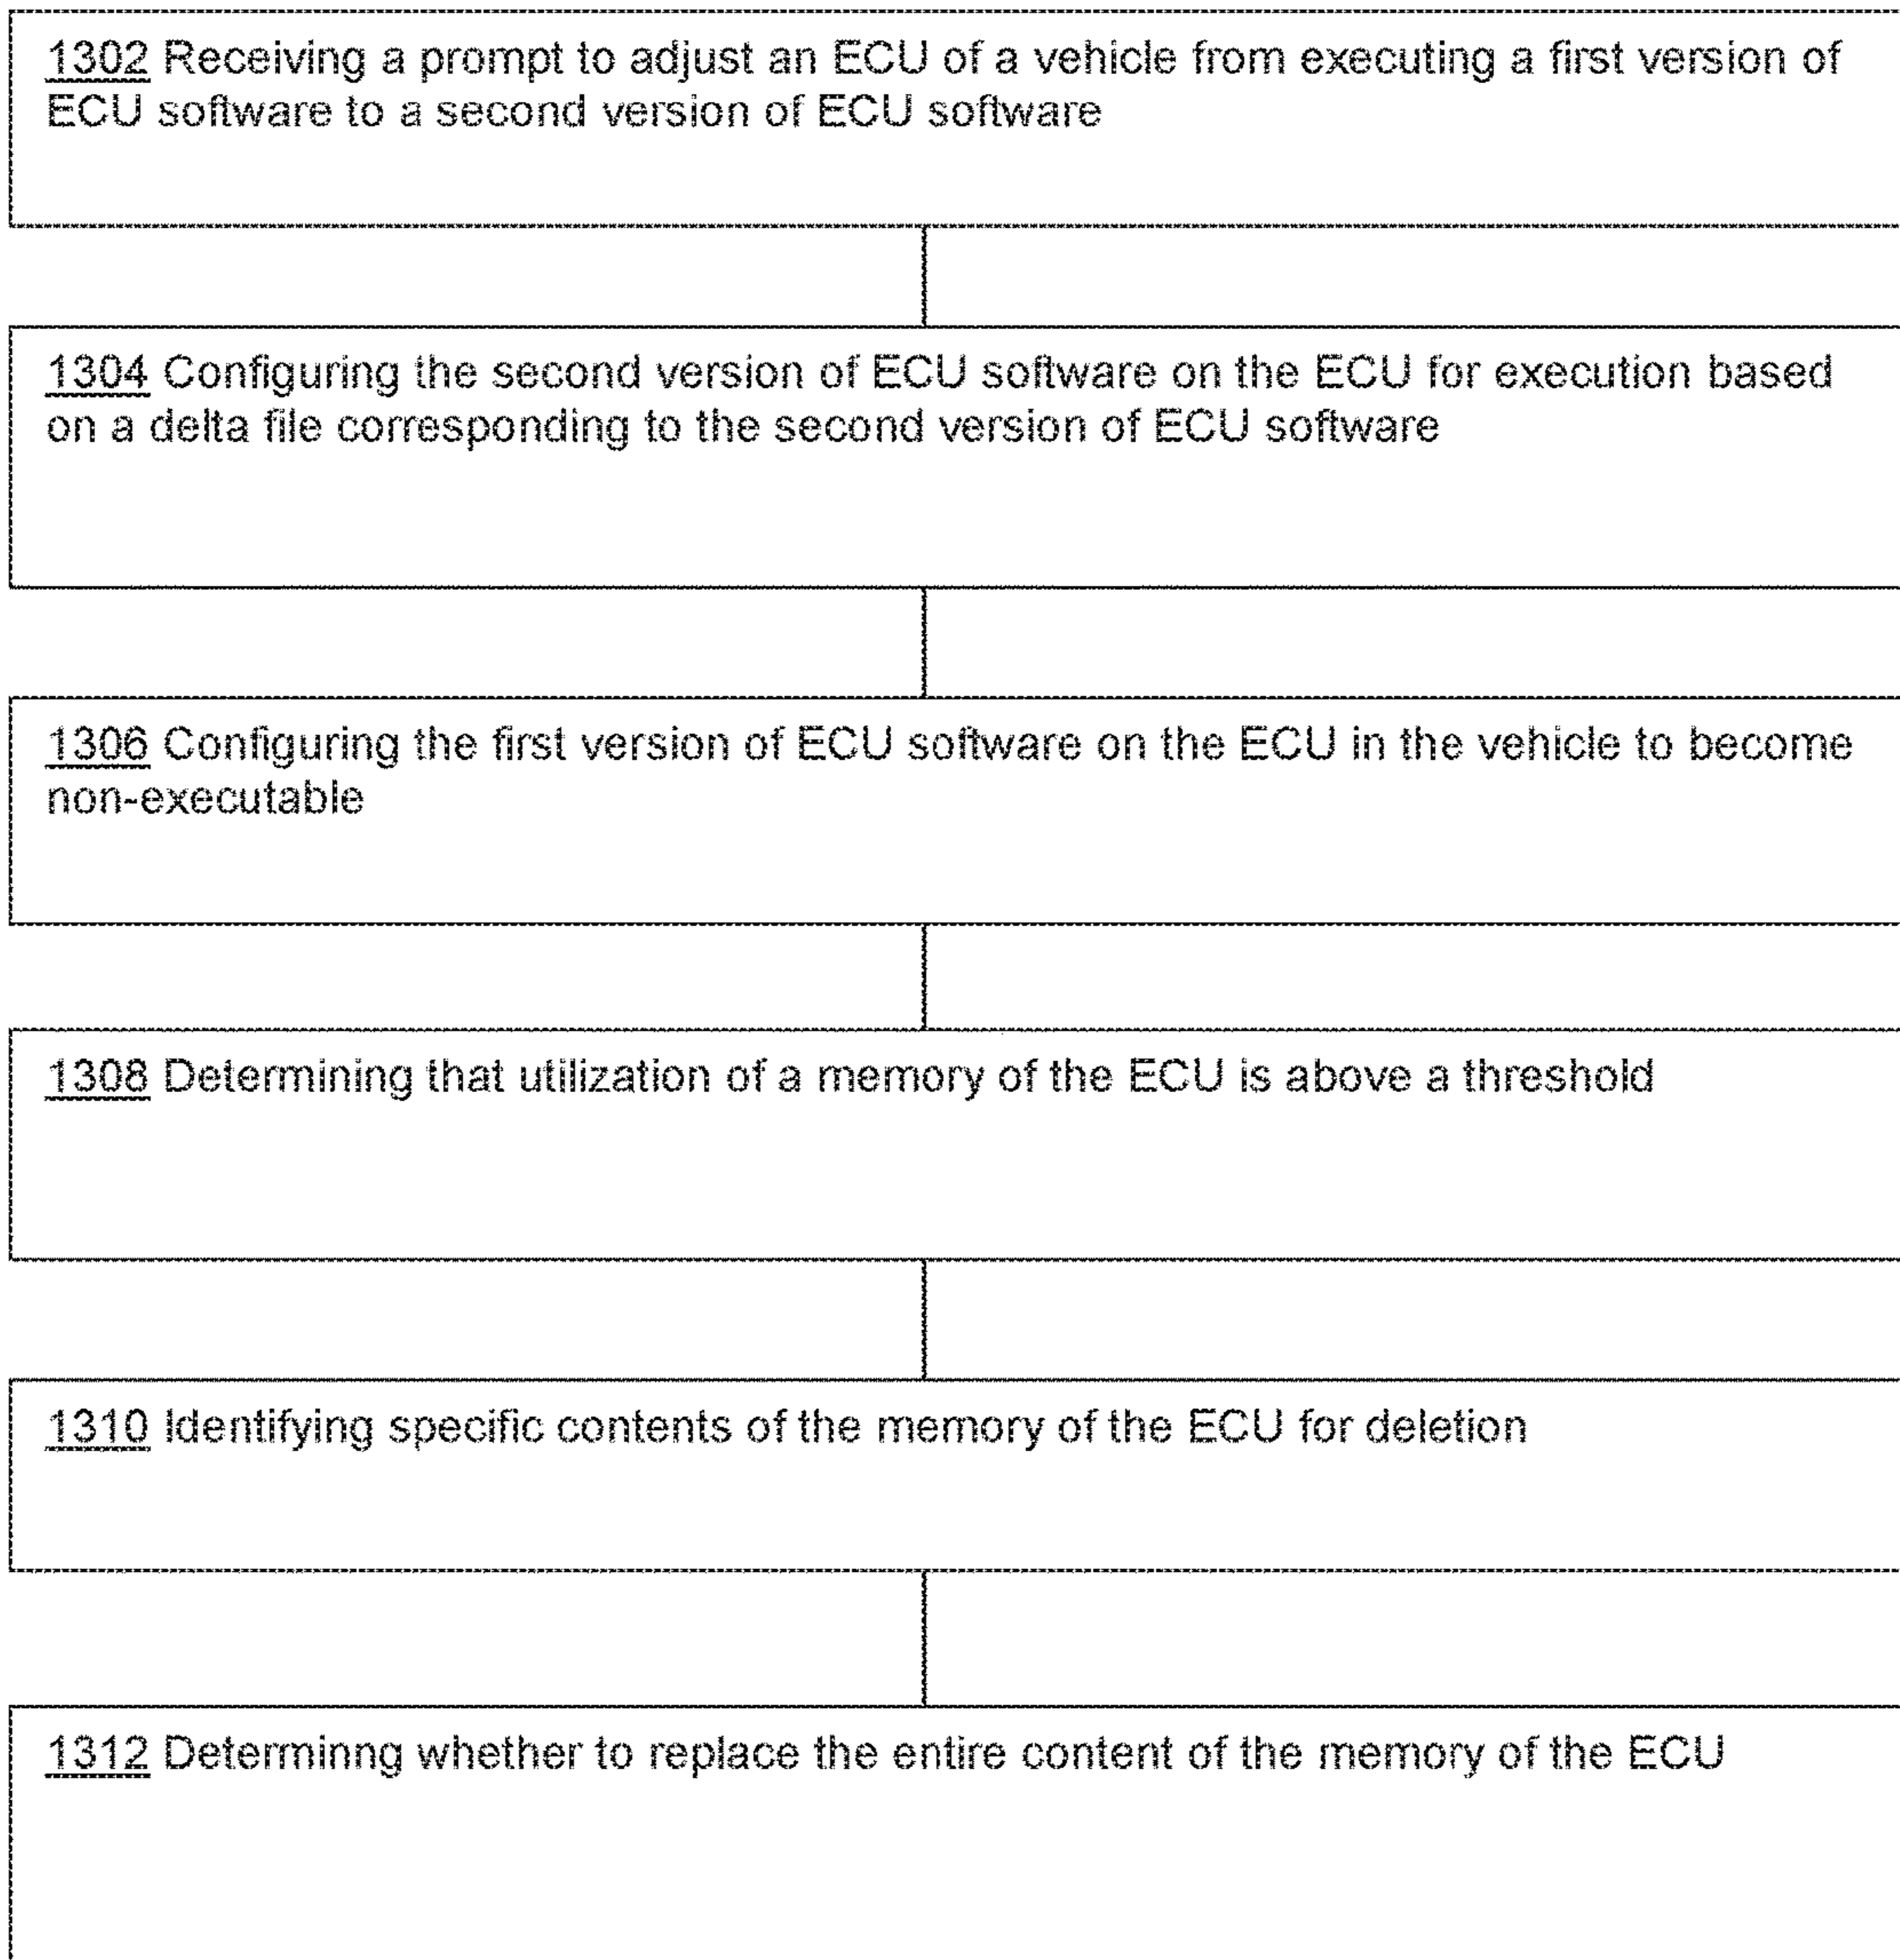 1302 Receiving a prompt to adjust an ECU of a vehicle from executing a first version of
ECU software to a second version of ECU software
1304 Configuring the second version of ECU software on the ECU for execution based
on a delta file corresponding to the second version of ECU software
1306 Configuring the first version of ECU software on the ECU in the vehicle to become
non-executable
1308 Determining that utilization of a memory of the ECU is above a threshold
1310 Identifying specific contents of the memory of the ECU for deletion
1312 Determinng whether to replace the entire content of the memory of the ECU